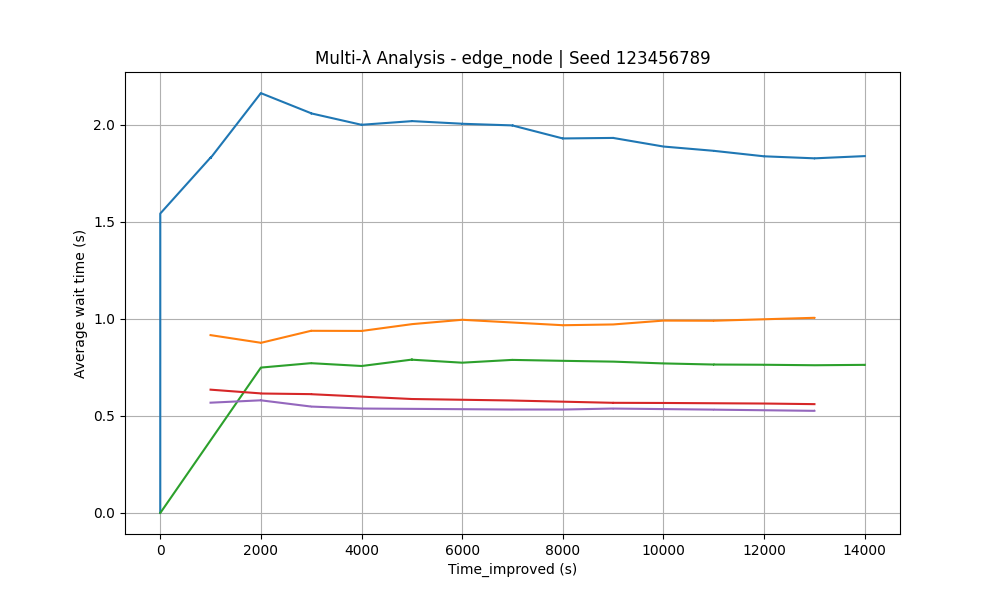 Multi-λ Analysis - edge_node | Seed 123456789
Average wait time (s)
2.0
1.5
1.0
0.5
0.0
0 2000 4000 6000 8000 10000 12000 14000
Time_improved (s)